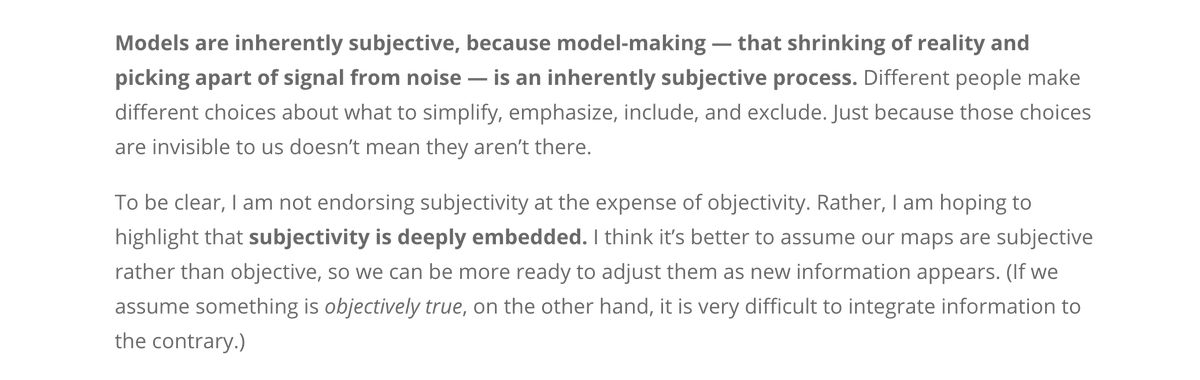 Models are inherently subjective, because model-making — that shrinking of reality and
picking apart of signal from noise — is an inherently subjective process. Different people make
different choices about what to simplify, emphasize, include, and exclude. Just because those choices
are invisible to us doesn’t mean they aren’t there.
To be clear, I am not endorsing subjectivity at the expense of objectivity. Rather, I am hoping to
highlight that subjectivity is deeply embedded. I think it’s better to assume our maps are subjective
rather than objective, so we can be more ready to adjust them as new information appears. (If we
assume something is objectively true, on the other hand, it is very difficult to integrate information to
the contrary.)